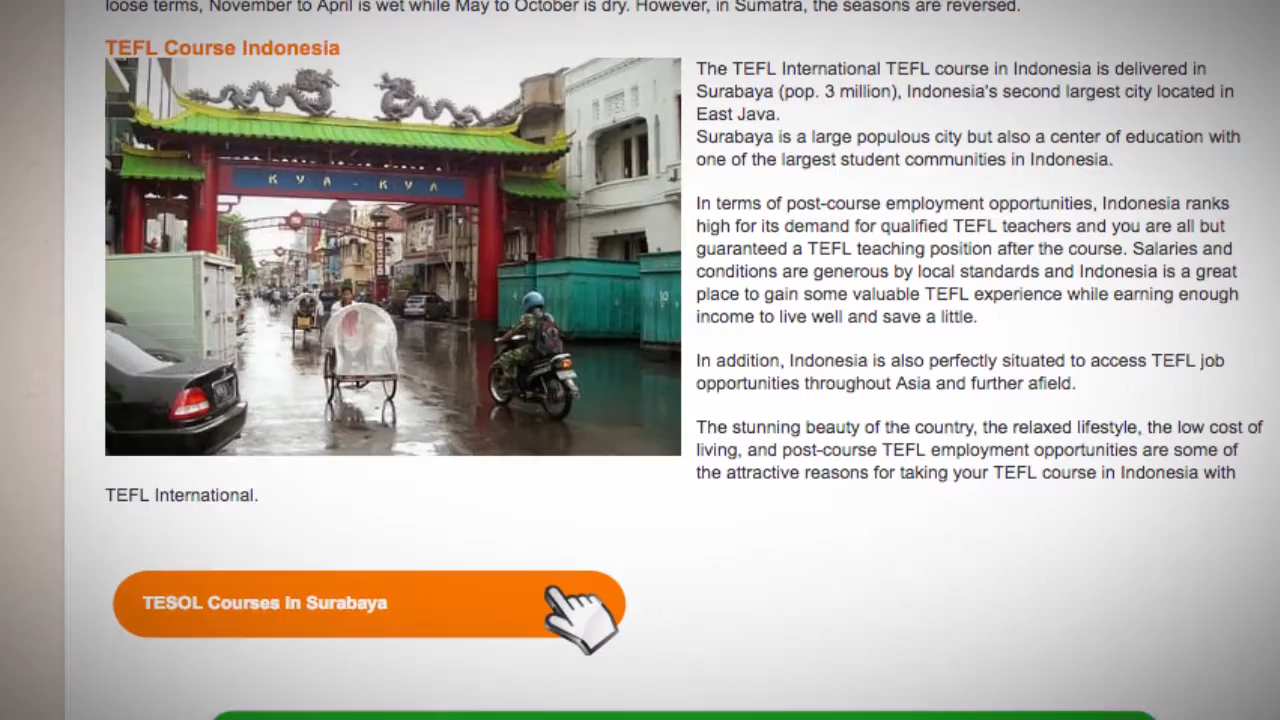 loose terms, November to April is wet while May to October is dry. However, in Sumatra, the seasons are reversed.
TEFL Course Indonesia
KYA - KYA
The TEFL International TEFL course in Indonesia is delivered in
Surabaya (pop. 3 million), Indonesia's second largest city located in
East Java.
Surabaya is a large populous city but also a center of education with
one of the largest student communities in Indonesia.
In terms of post-course employment opportunities, Indonesia ranks
high for its demand for qualified TEFL teachers and you are all but
guaranteed a TEFL teaching position after the course. Salaries and
conditions are generous by local standards and Indonesia is a great
place to gain some valuable TEFL experience while earning enough
income to live well and save a little.
In addition, Indonesia is also perfectly situated to access TEFL job
opportunities throughout Asia and further afield.
The stunning beauty of the country, the relaxed lifestyle, the low cost of
living, and post-course TEFL employment opportunities are some of
the attractive reasons for taking your TEFL course in Indonesia with
TEFL International.
TESOL Courses In Surabaya